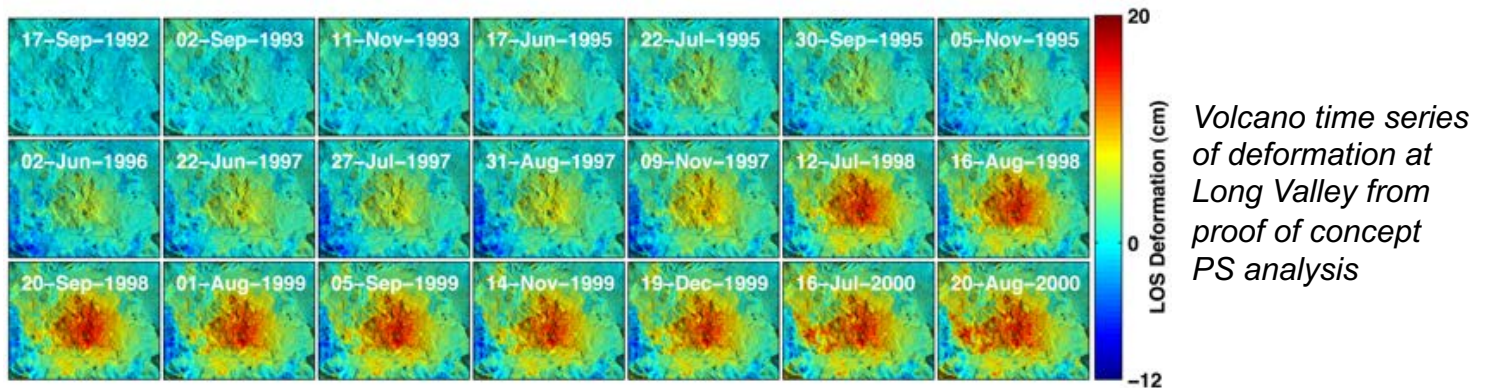 17-Sep-1992 02-Sep-1993 11-Nov-1993 17-Jun-1995 22-Jul-1995 30-Sep-1995 05-Nov-1995
02-Jun-1996 22-Jun-1997 27-Jul-1997 31-Aug-1997 09-Nov-1997 12-Jul-1998 16-Aug-1998
20-Sep-1998 01-Aug-1999 05-Sep-1999 14-Nov-1999 19-Dec-1999 16-Jul-2000 20-Aug-2000
20
0
−12
LOS Deformation (cm)
Volcano time series
of deformation at
Long Valley from
proof of concept
PS analysis